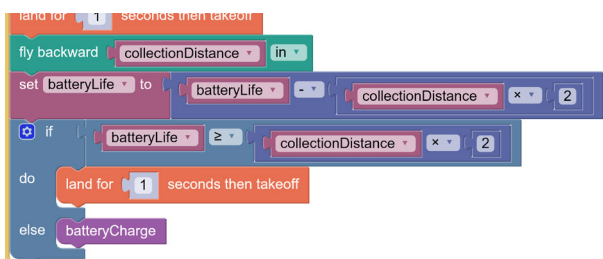 land for 1 seconds then takeoff
fly backward collectionDistance in
set batteryLife to batteryLife - collectionDistance × 2
if batteryLife ≥ collectionDistance × 2
do land for 1 seconds then takeoff
else batteryCharge